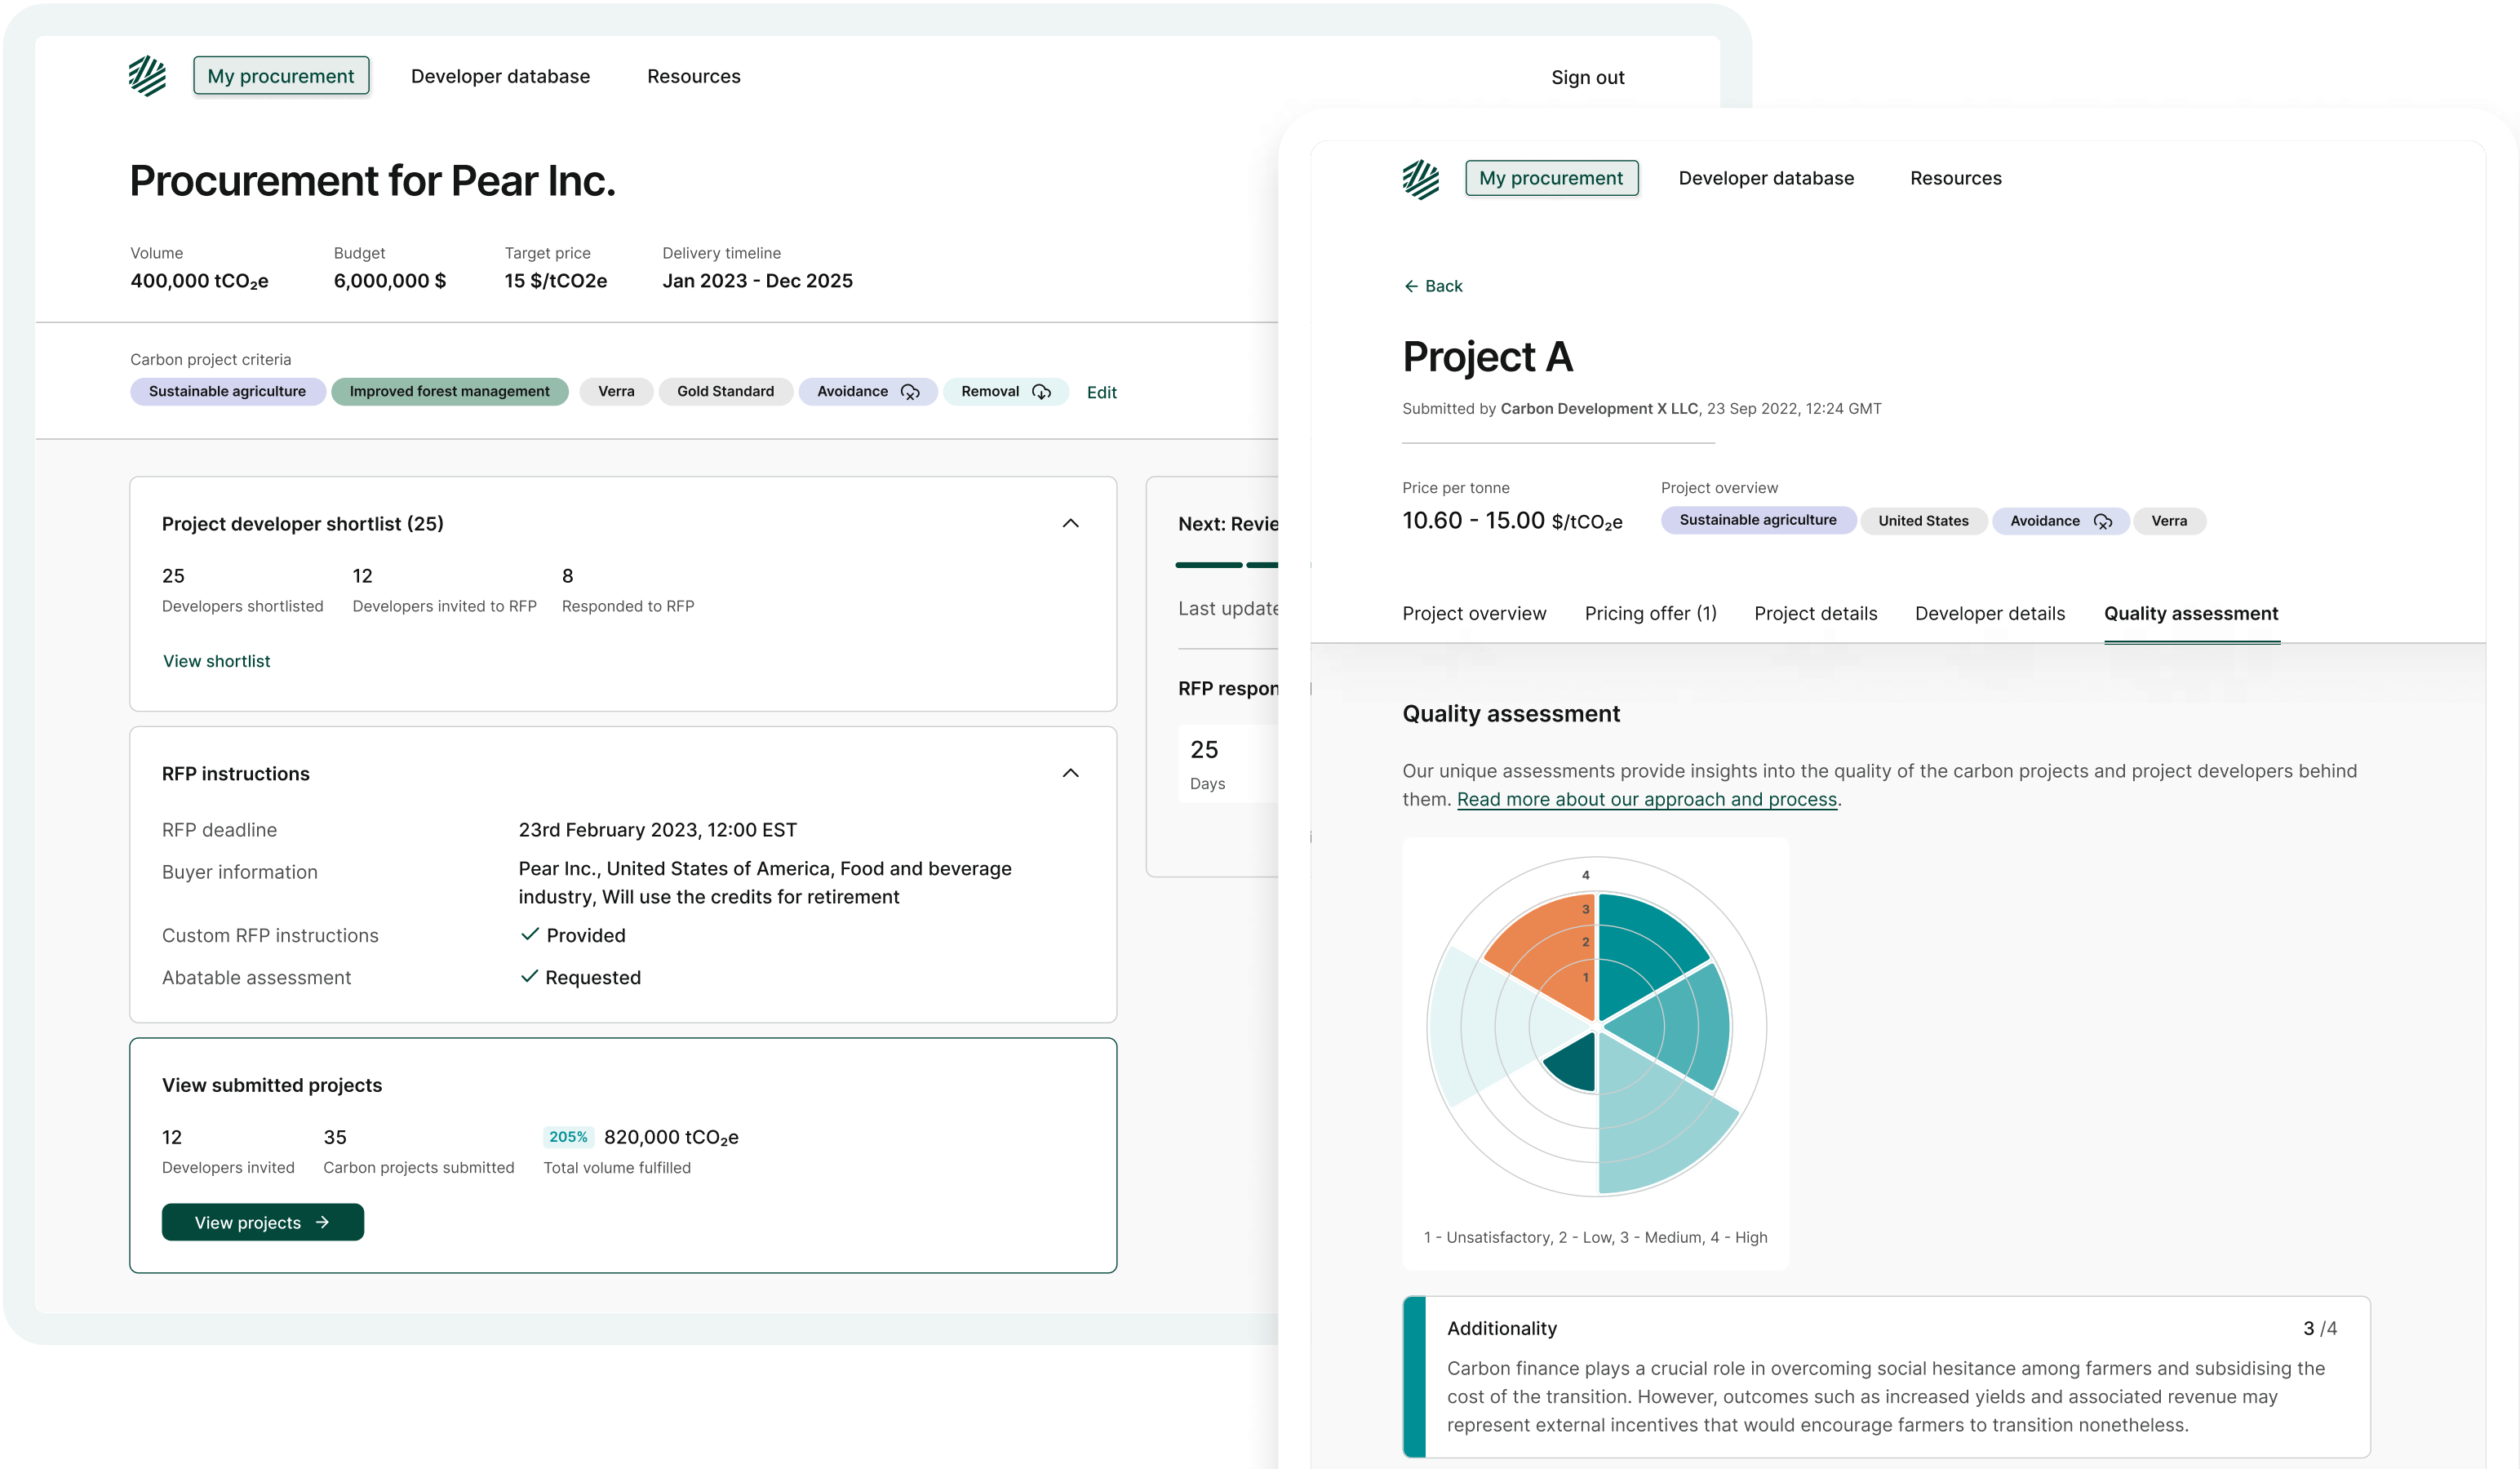 My procurement
Developer database
Resources
Sign out
Procurement for Pear Inc.
Volume
Budget
Target price
Delivery timeline
400,000 tCO₂e
6,000,000 $
15 $/tCO2e
Jan 2023 - Dec 2025
Carbon project criteria
Sustainable agriculture
Improved forest management
Verra
Gold Standard
Avoidance
Removal
Edit
Project developer shortlist (25)
25
12
8
Developers shortlisted
Developers invited to RFP
Responded to RFP
View shortlist
RFP instructions
RFP deadline
23rd February 2023, 12:00 EST
Buyer information
Pear Inc., United States of America, Food and beverage
industry, Will use the credits for retirement
Custom RFP instructions
Provided
Abatable assessment
Requested
View submitted projects
12
35
205%
820,000 tCO₂e
Developers invited
Carbon projects submitted
Total volume fulfilled
View projects →
Next:
Last
RFP
25
Days
My procurement
Developer database
Resources
← Back
Project A
Submitted by Carbon Development X LLC, 23 Sep 2022, 12:24 GMT
Price per tonne
Project overview
10.60 - 15.00 $/tCO₂e
Sustainable agriculture
United States
Avoidance
Verra
Project overview
Pricing offer (1)
Project details
Developer details
Quality assessment
Quality assessment
Our unique assessments provide insights into the quality of the carbon projects and project developers behind
them. Read more about our approach and process.
4
3
2
1
1 - Unsatisfactory, 2 - Low, 3 - Medium, 4 - High
Additionality
3 /4
Carbon finance plays a crucial role in overcoming social hesitance among farmers and subsidising the
cost of the transition. However, outcomes such as increased yields and associated revenue may
represent external incentives that would encourage farmers to transition nonetheless.